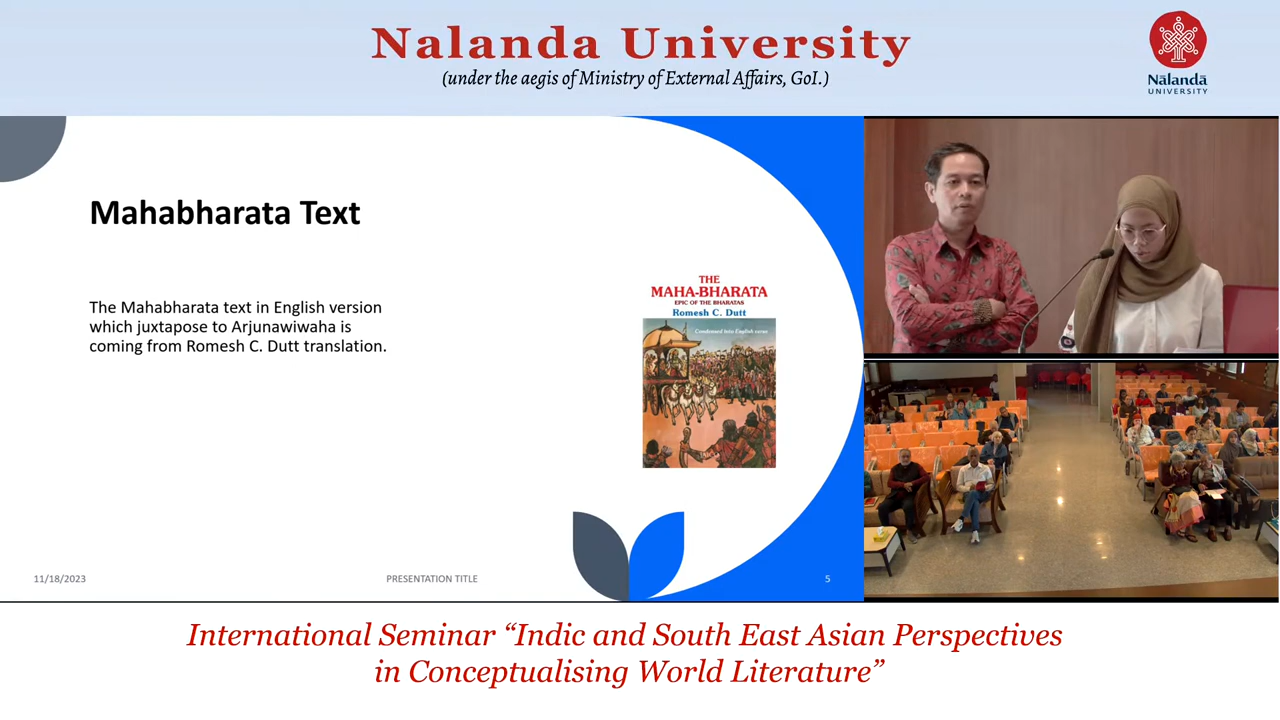 Nalanda University
(under the aegis of Ministry of External Affairs, GoI.)
Nālandā
UNIVERSITY
Mahabharata Text
The Mahabharata text in English version
which juxtapose to Arjunawiwaha is
coming from Romesh C. Dutt translation.
THE
MAHA-BHARATA
EPIC OF THE BHARATAS
Romesh C. Dutt
Condensed into English verse
11/18/2023
PRESENTATION TITLE
5
International Seminar “Indic and South East Asian Perspectives
in Conceptualising World Literature”